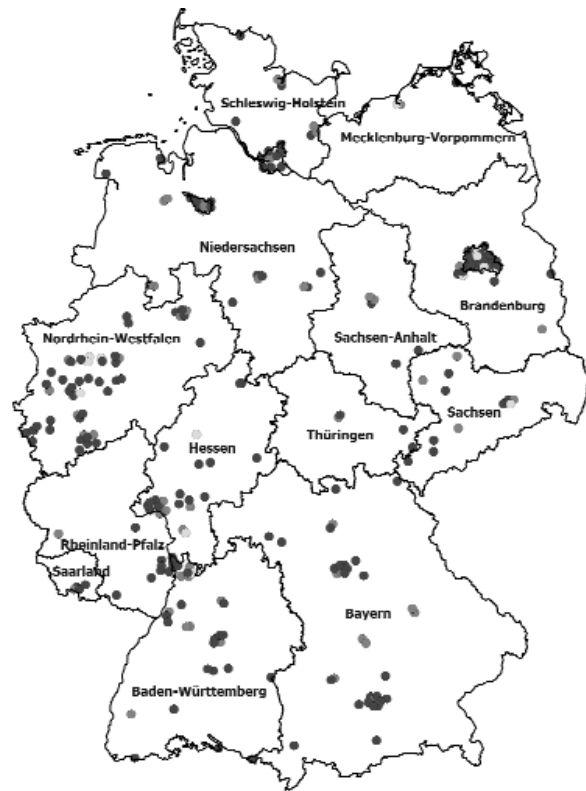 Schleswig-Holstein
Mecklenburg-Vorpommern
Niedersachsen
Brandenburg
Nordrhein-Westfalen
Sachsen-Anhalt
Sachsen
Thüringen
Hessen
Rheinland-Pfalz
Saarland
Bayern
Baden-Württemberg